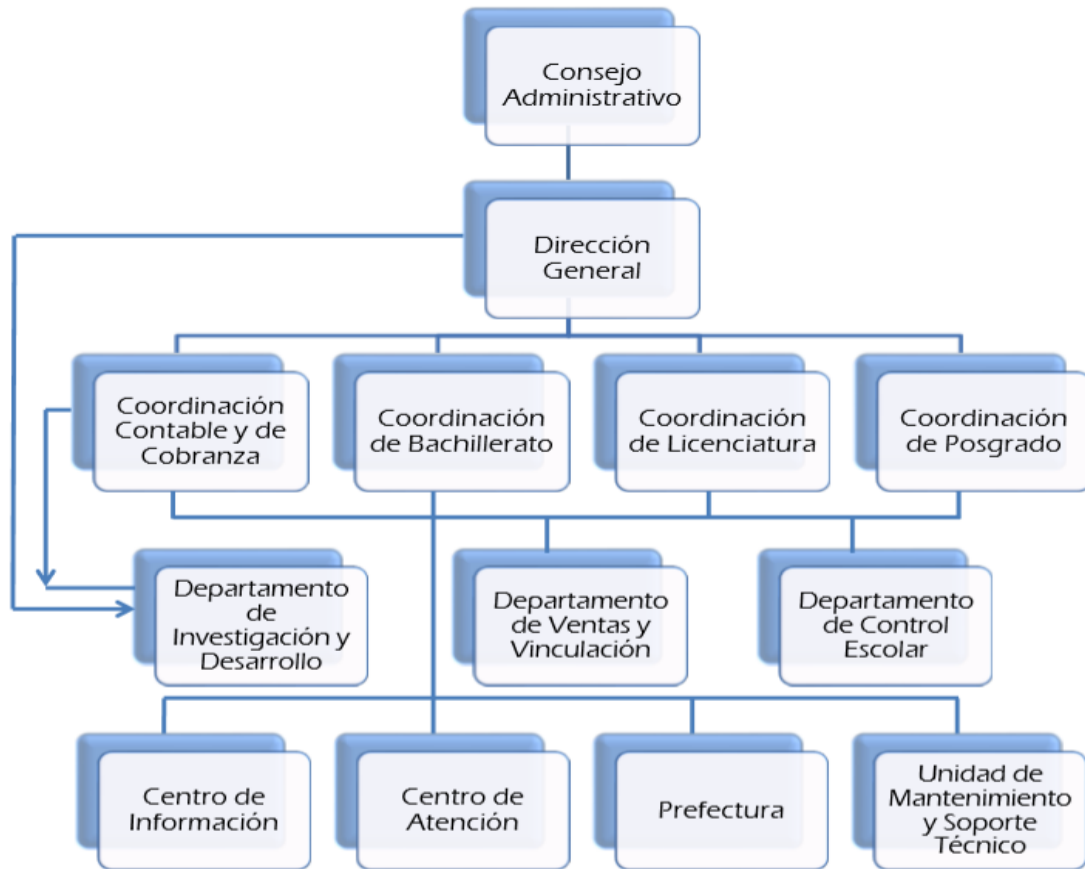 Consejo
Administrativo
Dirección
General
Coordinación
Contable y de
Cobranza
Coordinación
de Bachillerato
Coordinación
de Licenciatura
Coordinación
de Posgrado
Departamento
de
Investigación y
Desarrollo
Departamento
de Ventas y
Vinculación
Departamento
de Control
Escolar
Centro de
Información
Centro de
Atención
Prefectura
Unidad de
Mantenimiento
y Soporte
Técnico